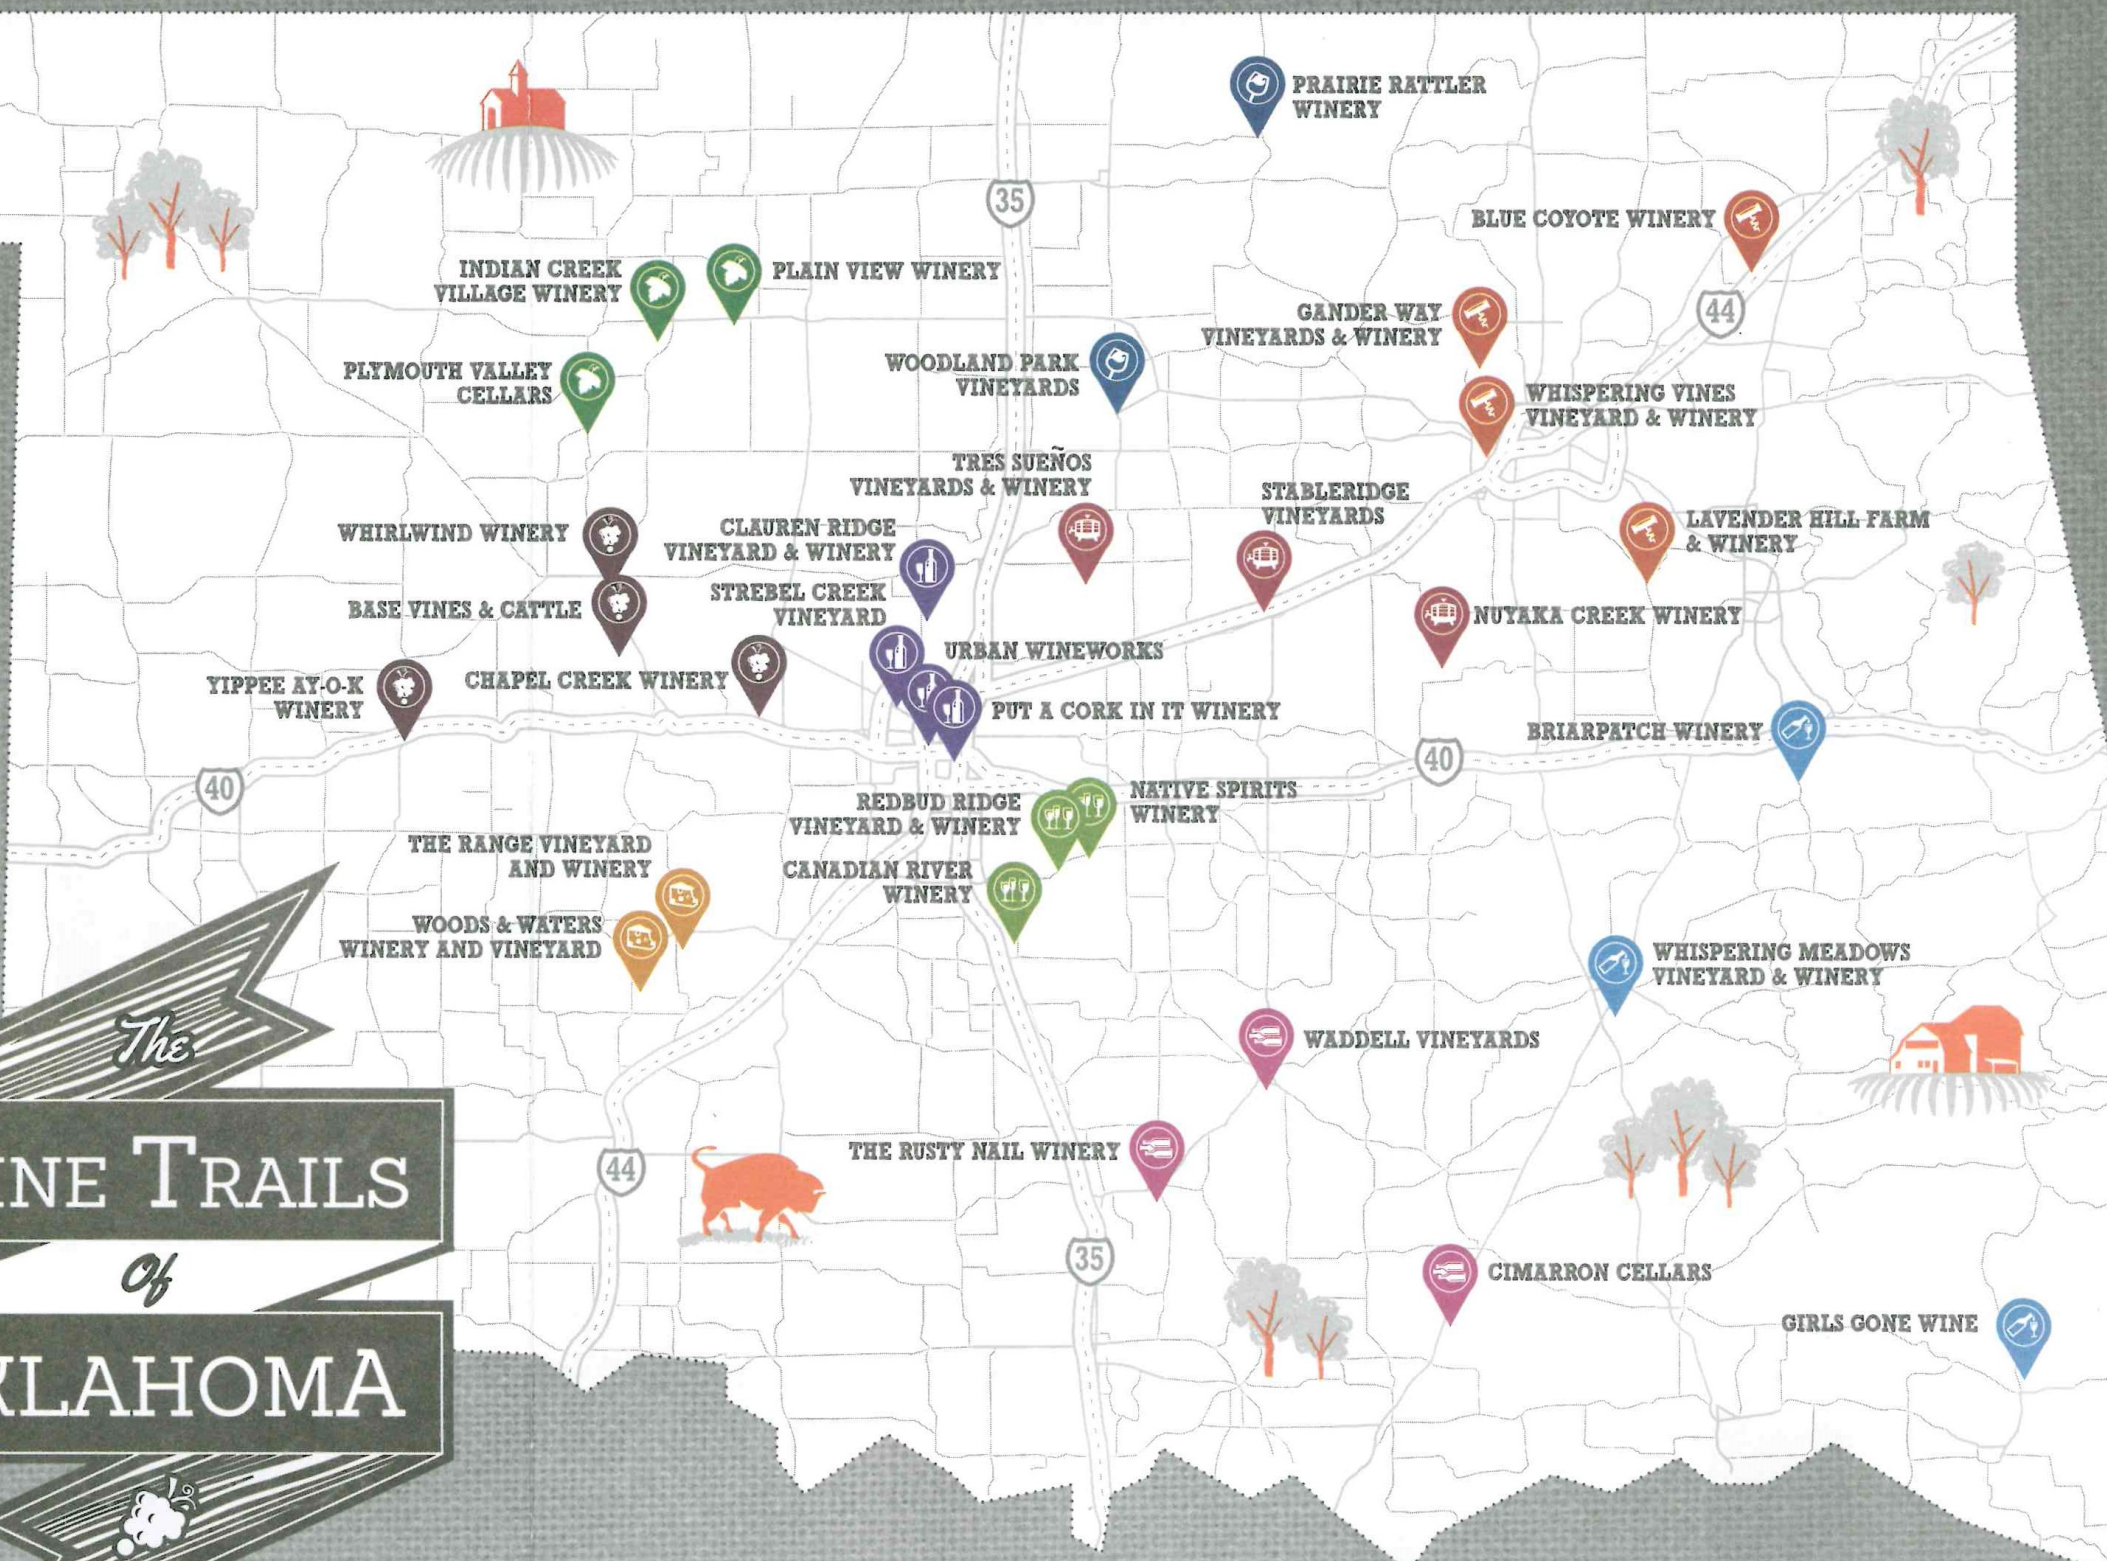 PRAIRIE RATTLER
WINERY
35
BLUE COYOTE WINERY
INDIAN CREEK
VILLAGE WINERY
PLAIN VIEW WINERY
44
GANDER WAY
VINEYARDS & WINERY
PLYMOUTH VALLEY
CELLARS
WOODLAND PARK
VINEYARDS
WHISPERING VINES
VINEYARD & WINERY
TRES SUEÑOS
VINEYARDS & WINERY
STABLERIDGE
VINEYARDS
WHIRLWIND WINERY
CLAUREN RIDGE
VINEYARD & WINERY
LAVENDER HILL FARM
& WINERY
BASE VINES & CATTLE
STREBEL CREEK
VINEYARD
NUYAKA CREEK WINERY
URBAN WINEWORKS
YIPPEE AY-O-K
WINERY
CHAPEL CREEK WINERY
PUT A CORK IN IT WINERY
BRIARPATCH WINERY
40
40
REDBUD RIDGE
VINEYARD & WINERY
NATIVE SPIRITS
WINERY
THE RANGE VINEYARD
AND WINERY
CANADIAN RIVER
WINERY
WOODS & WATERS
WINERY AND VINEYARD
WHISPERING MEADOWS
VINEYARD & WINERY
WADDELL VINEYARDS
THE RUSTY NAIL WINERY
44
35
CIMARRON CELLARS
GIRLS GONE WINE
The
INE TRAILS
Of
KLAHOMA